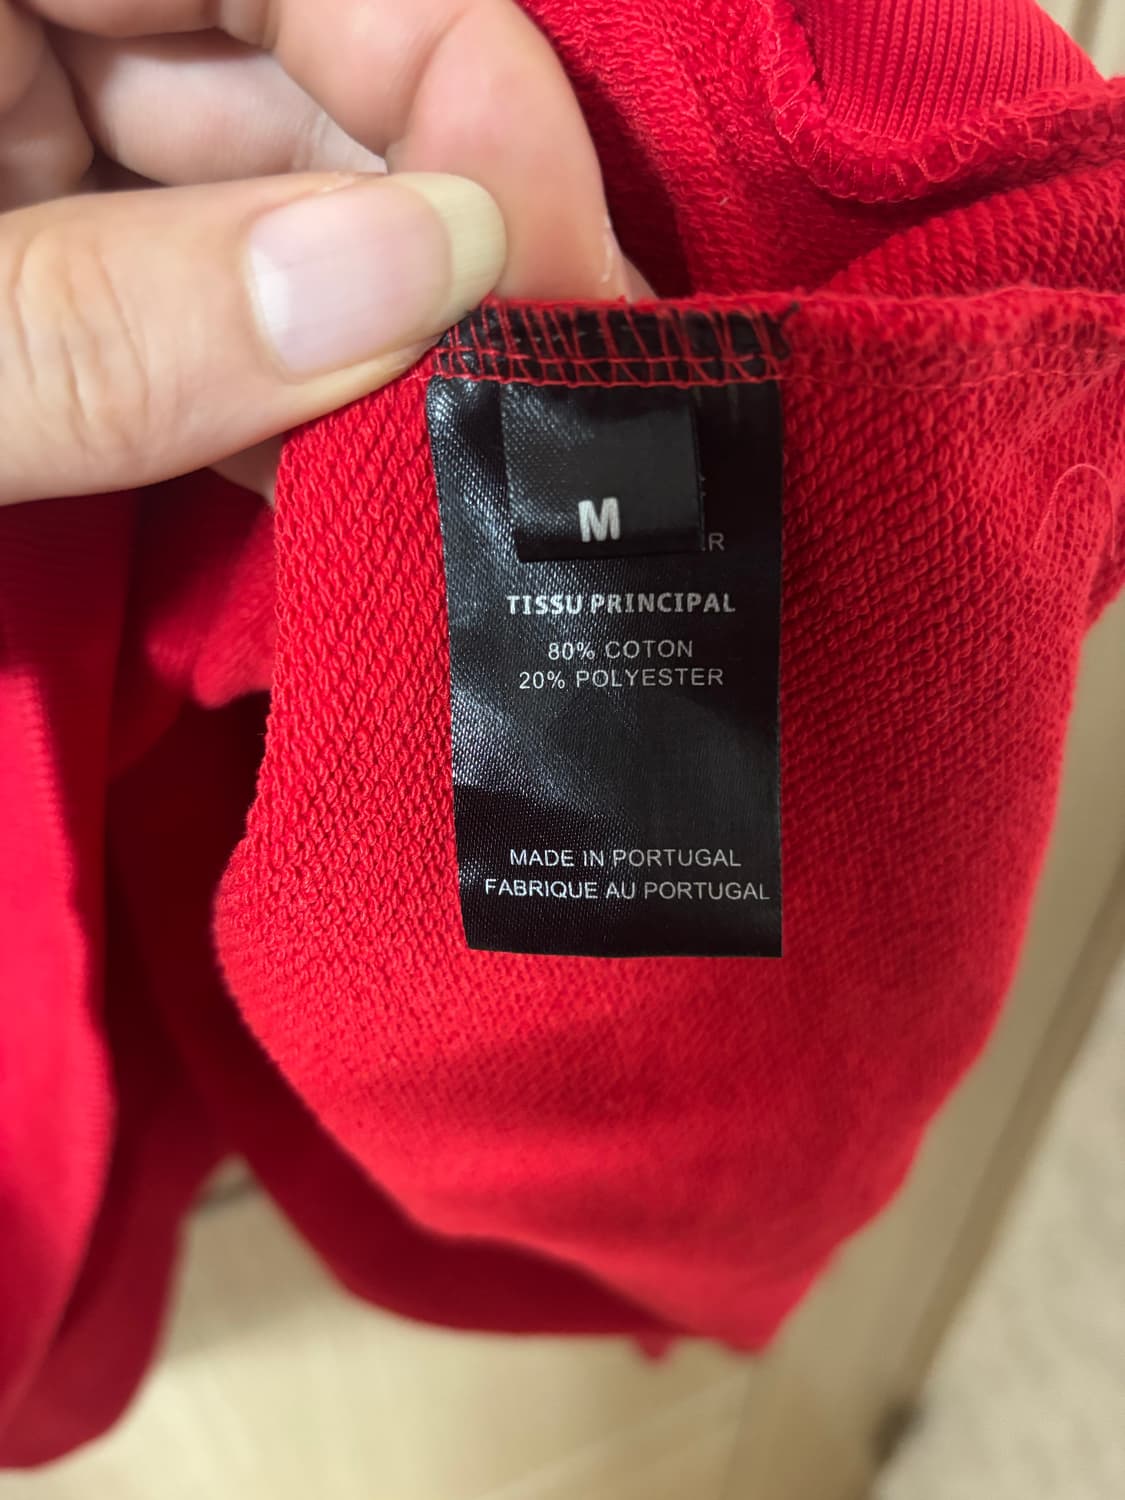 M
TISSU PRINCIPAL
80% COTON
20% POLYESTER
MADE IN PORTUGAL
FABRIQUE AU PORTUGAL